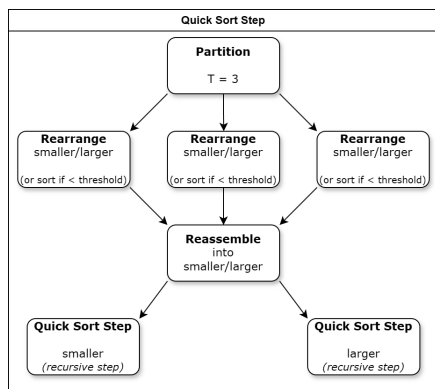 Quick Sort Step
Partition
T = 3
Rearrange
smaller/larger
(or sort if < threshold)
Rearrange
smaller/larger
(or sort if < threshold)
Rearrange
smaller/larger
(or sort if < threshold)
Reassemble
into
smaller/larger
Quick Sort Step
smaller
(recursive step)
Quick Sort Step
larger
(recursive step)